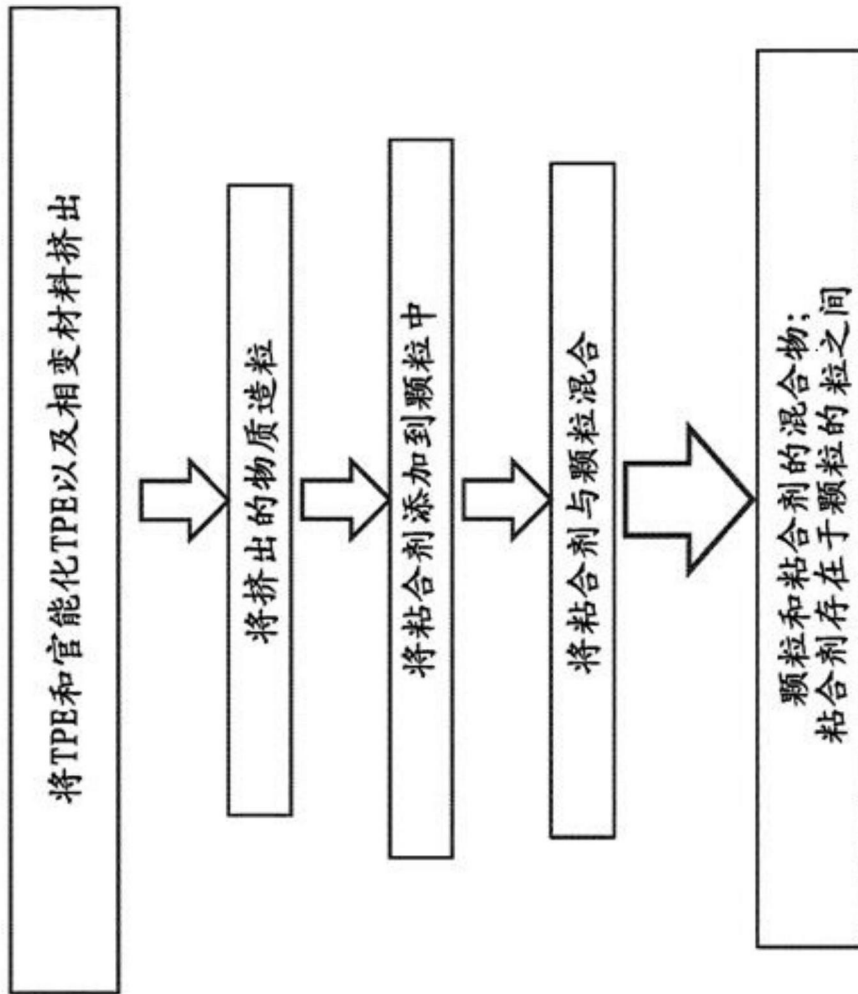 将TPE和官能化TPE以及相变材料挤出
将挤出的物质造粒
将粘合剂添加到颗粒中
将粘合剂与颗粒混合
颗粒和粘合剂的混合物；
粘合剂存在于颗粒的粒之间